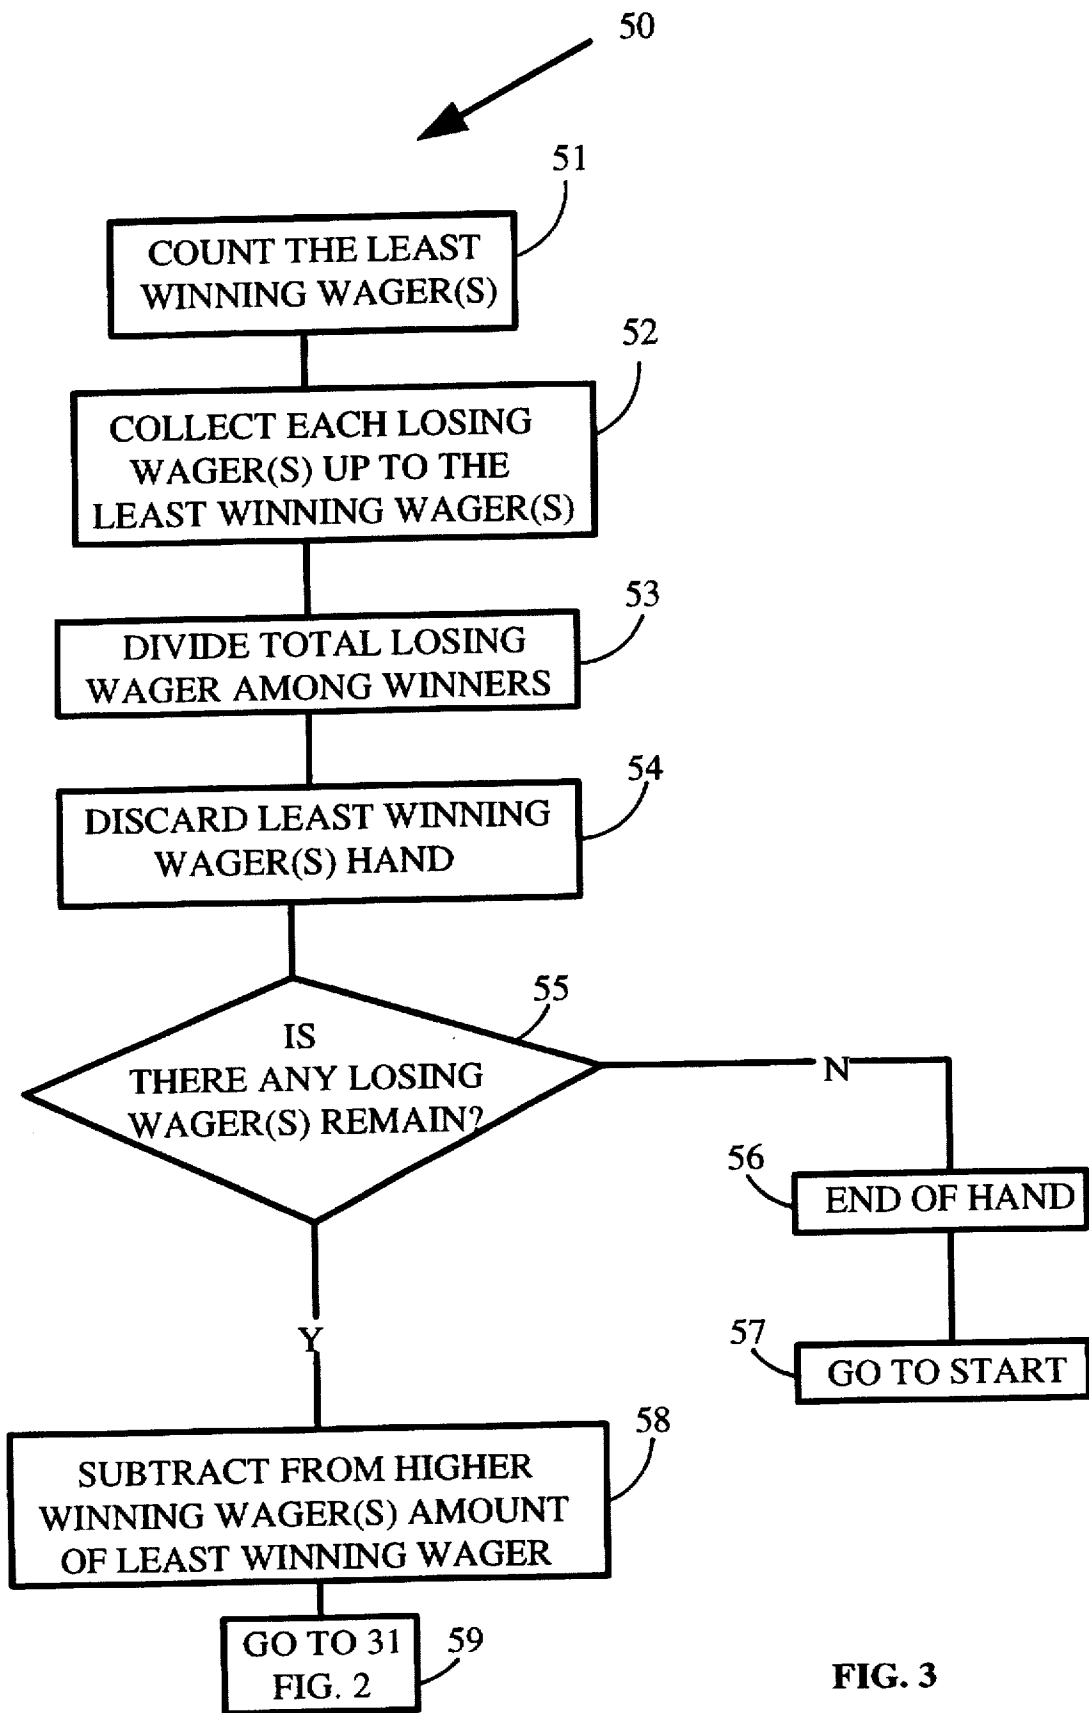 50
51
COUNT THE LEAST
WINNING WAGER(S)
52
COLLECT EACH LOSING
WAGER(S) UP TO THE
LEAST WINNING WAGER(S)
53
DIVIDE TOTAL LOSING
WAGER AMONG WINNERS
54
DISCARD LEAST WINNING
WAGER(S) HAND
55
IS
THERE ANY LOSING
WAGER(S) REMAIN?
N
56
END OF HAND
57
GO TO START
Y
58
SUBTRACT FROM HIGHER
WINNING WAGER(S) AMOUNT
OF LEAST WINNING WAGER
59
GO TO 31
FIG. 2
FIG. 3